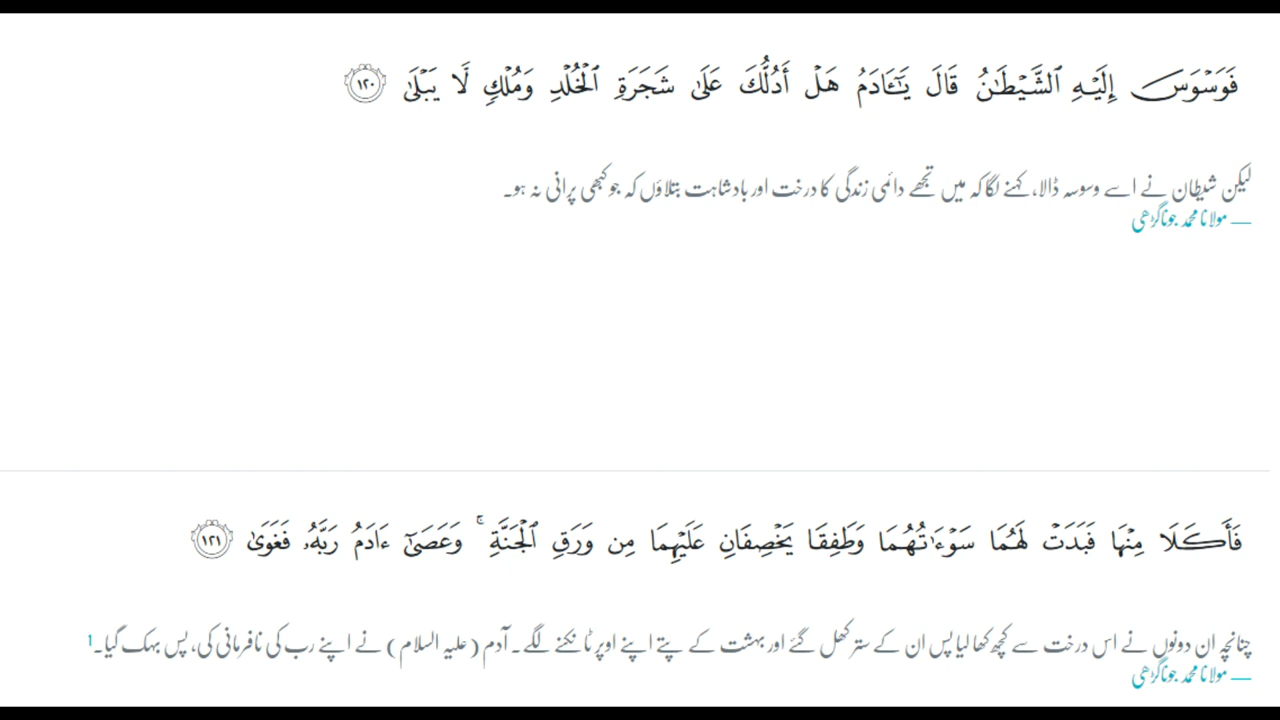 فَوَسْوَسَ إِلَيْهِ ٱلشَّيْطَـٰنُ قَالَ يَـٰٓـَٔادَمُ هَلْ أَدُلُّكَ عَلَىٰ شَجَرَةِ ٱلْخُلْدِ وَمُلْكٍ لَّا يَبْلَىٰ ١٢٠
لیکن شیطان نے اسے وسوسہ ڈالا، کہنے لگا کہ میں تجھے دائمی زندگی کا درخت اور بادشاہت بتلاؤں کہ جو کبھی پرانی نہ ہو۔
— مولانا محمد جوناگڑھی
فَأَكَلَا مِنْهَا فَبَدَتْ لَهُمَا سَوْءَٰتُهُمَا وَطَفِقَا يَخْصِفَانِ عَلَيْهِمَا مِن وَرَقِ ٱلْجَنَّةِ ۚ وَعَصَىٰٓ ءَادَمُ رَبَّهُۥ فَغَوَىٰ ١٢١
چنانچہ ان دونوں نے اس درخت سے کچھ کھا لیا پس ان کے ستر کھل گئے اور بہشت کے پتے اپنے اوپر ٹانکنے لگے۔ آدم (علیہ السلام) نے اپنے رب کی نافرمانی کی، پس بہک گیا۔1
— مولانا محمد جوناگڑھی